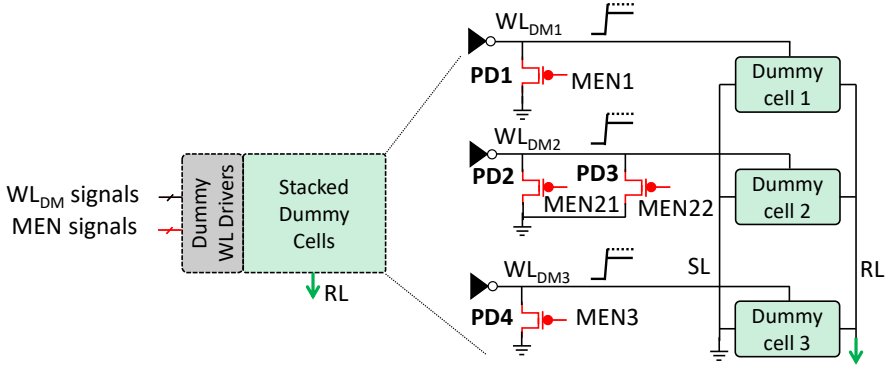 WL_DM signals
MEN signals
Dummy
WL Drivers
Stacked
Dummy
Cells
RL
WL_DM1
PD1
MEN1
Dummy
cell 1
WL_DM2
PD2
PD3
MEN21
MEN22
Dummy
cell 2
SL
RL
WL_DM3
PD4
MEN3
Dummy
cell 3